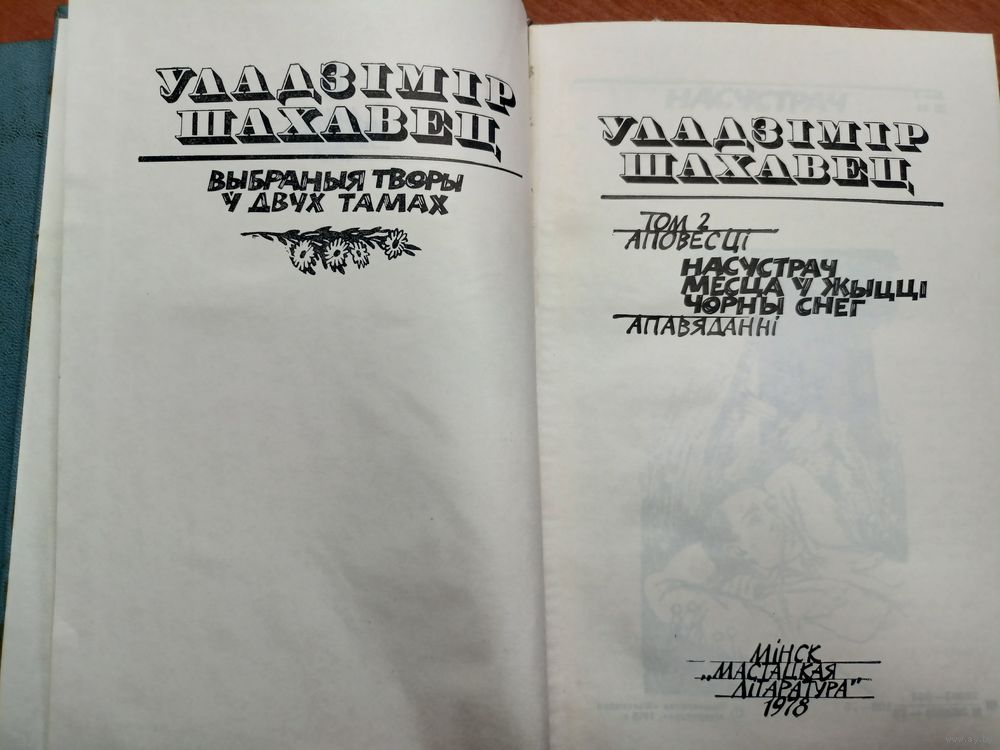 УЛАДЗІМІР
ШАХАВЕЦ
ВЫБРАНЫЯ ТВОРЫ
У ДВУХ ТАМАХ
УЛАДЗІМІР
ШАХАВЕЦ
ТОМ 2
АПОВЕСЦІ
НАСУСТРАЧ
МЕСЦА У ЖЫЦЦІ
ЧОРНЫ СНЕГ
АПАВЯДАННІ
МІНСК
„МАСТАЦКАЯ
ЛІТАРАТУРА“
1978
НАСУСТРАЧ